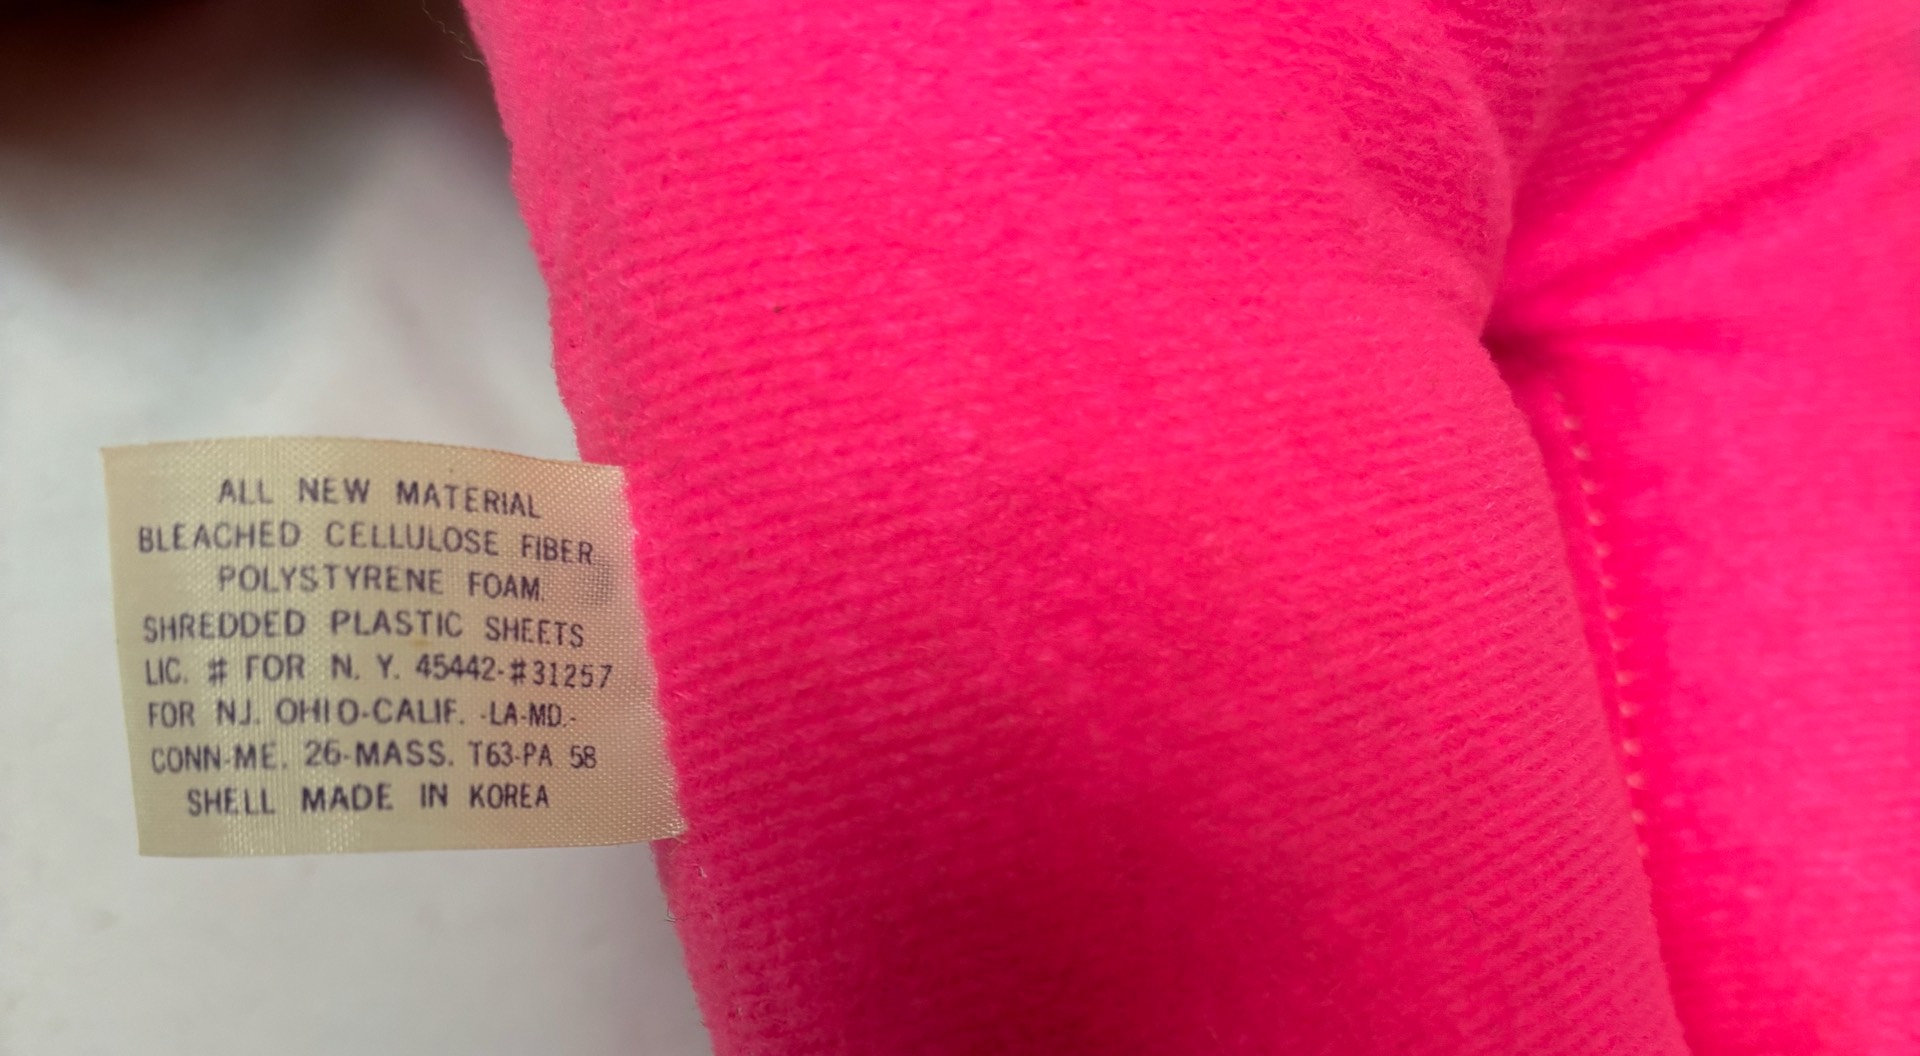 ALL NEW MATERIAL
BLEACHED CELLULOSE FIBER
POLYSTYRENE FOAM.
SHREDDED PLASTIC SHEETS
LIC. # FOR N. Y. 45442-#31257
FOR NJ. OHIO-CALIF. -LA-MD.-
CONN-ME. 26-MASS. T63-PA 58
SHELL MADE IN KOREA